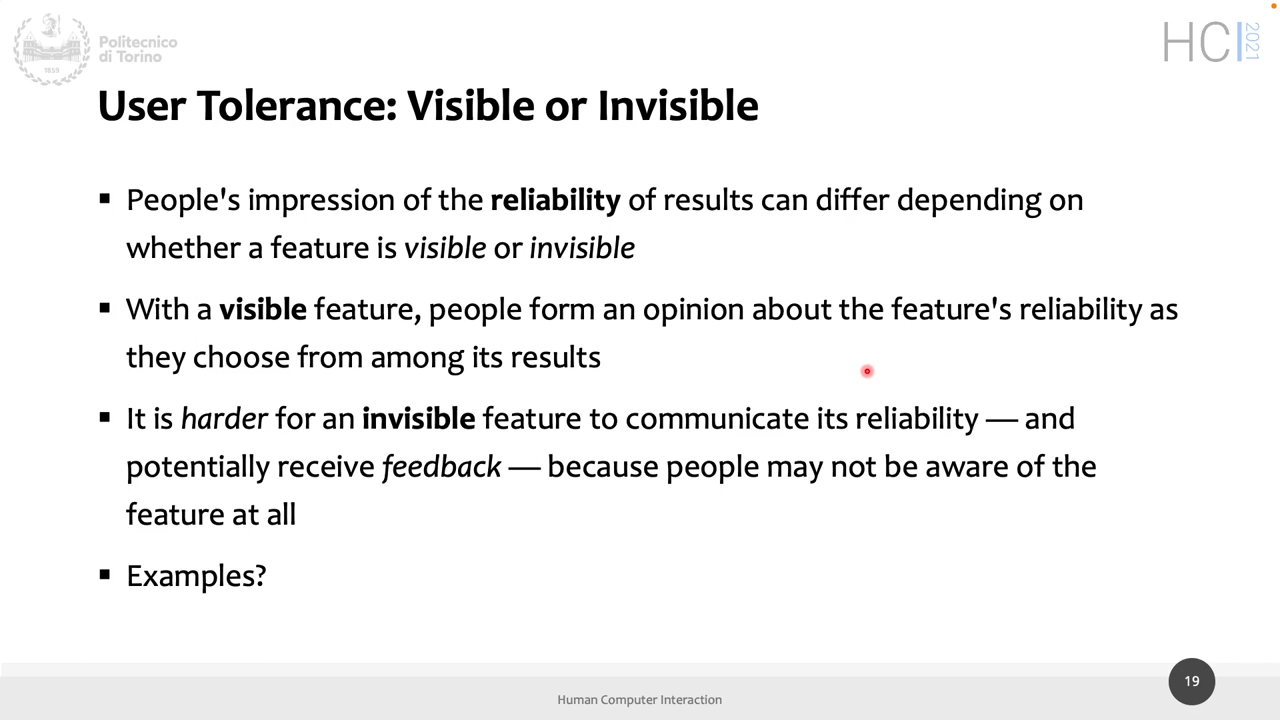 Politecnico
di Torino
1859
HCI 2021
User Tolerance: Visible or Invisible
▪ People's impression of the reliability of results can differ depending on
whether a feature is visible or invisible
▪ With a visible feature, people form an opinion about the feature's reliability as
they choose from among its results
▪ It is harder for an invisible feature to communicate its reliability — and
potentially receive feedback — because people may not be aware of the
feature at all
▪ Examples?
Human Computer Interaction
19